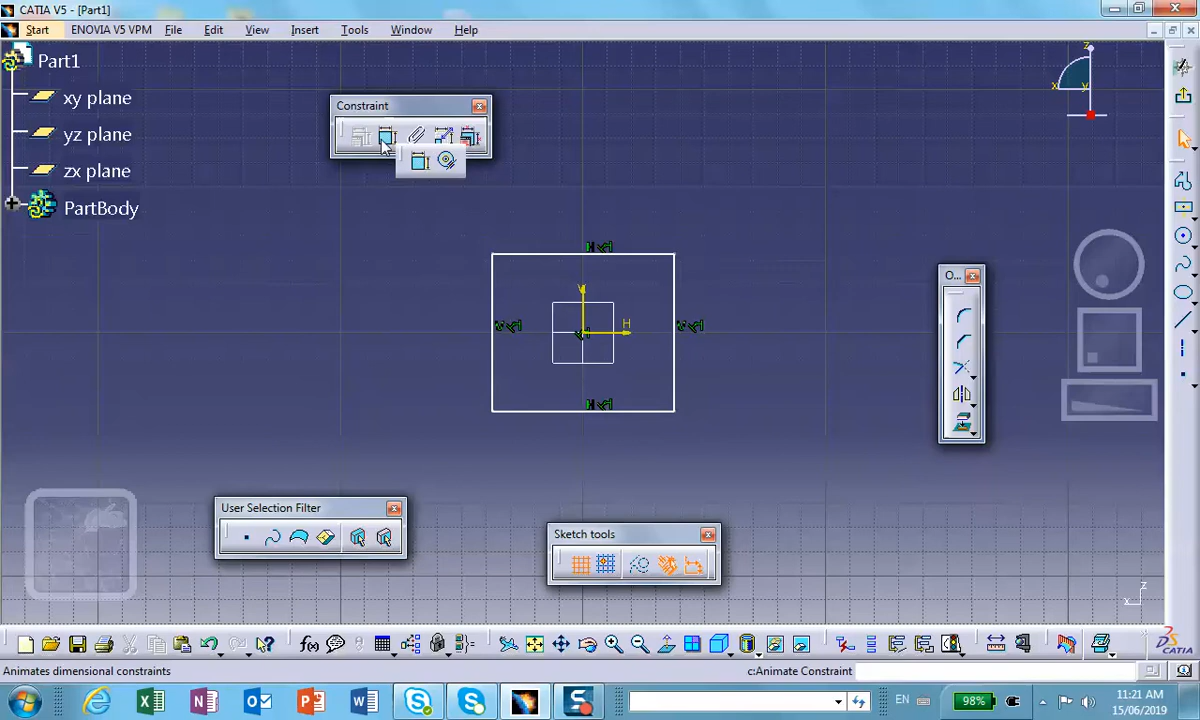 CATIA V5 - [Part1]
Start ENOVIA V5 VPM File Edit View Insert Tools Window Help
Part1
xy plane
yz plane
zx plane
PartBody
Constraint
z
x
y
O...
V
H
H
H
V
V
User Selection Filter
Sketch tools
z
x
f(x)
CATIA
Animates dimensional constraints
c:Animate Constraint
EN
98%
11:21 AM
15/06/2019